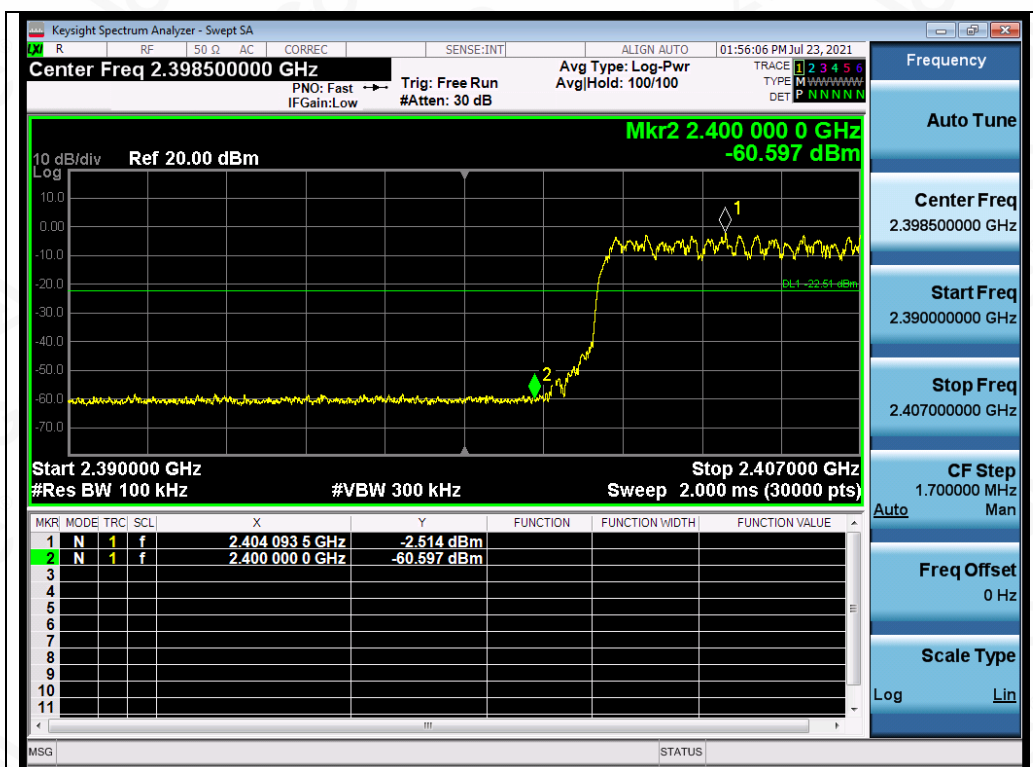 Keysight Spectrum Analyzer - Swept SA
LXI R RF 50 Ω AC CORREC SENSE:INT ALIGN AUTO 01:56:06 PM Jul 23, 2021
Center Freq 2.398500000 GHz Avg Type: Log-Pwr TRACE 1 2 3 4 5 6
PNO: Fast Trig: Free Run Avg|Hold: 100/100 TYPE M WWWWW
IFGain:Low #Atten: 30 dB DET P N N N N N
Mkr2 2.400 000 0 GHz
10 dB/div Ref 20.00 dBm -60.597 dBm
Log
10.0
0.00
-10.0
-20.0
-30.0
-40.0
-50.0
-60.0
-70.0
1
DL1 -22.51 dBm
2
Start 2.390000 GHz Stop 2.407000 GHz
#Res BW 100 kHz #VBW 300 kHz Sweep 2.000 ms (30000 pts)
MKR MODE TRC SCL X Y FUNCTION FUNCTION WIDTH FUNCTION VALUE
1 N 1 f 2.404 093 5 GHz -2.514 dBm
2 N 1 f 2.400 000 0 GHz -60.597 dBm
3
4
5
6
7
8
9
10
11
MSG STATUS
Frequency
Auto Tune
Center Freq
2.398500000 GHz
Start Freq
2.390000000 GHz
Stop Freq
2.407000000 GHz
CF Step
1.700000 MHz
Auto Man
Freq Offset
0 Hz
Scale Type
Log Lin